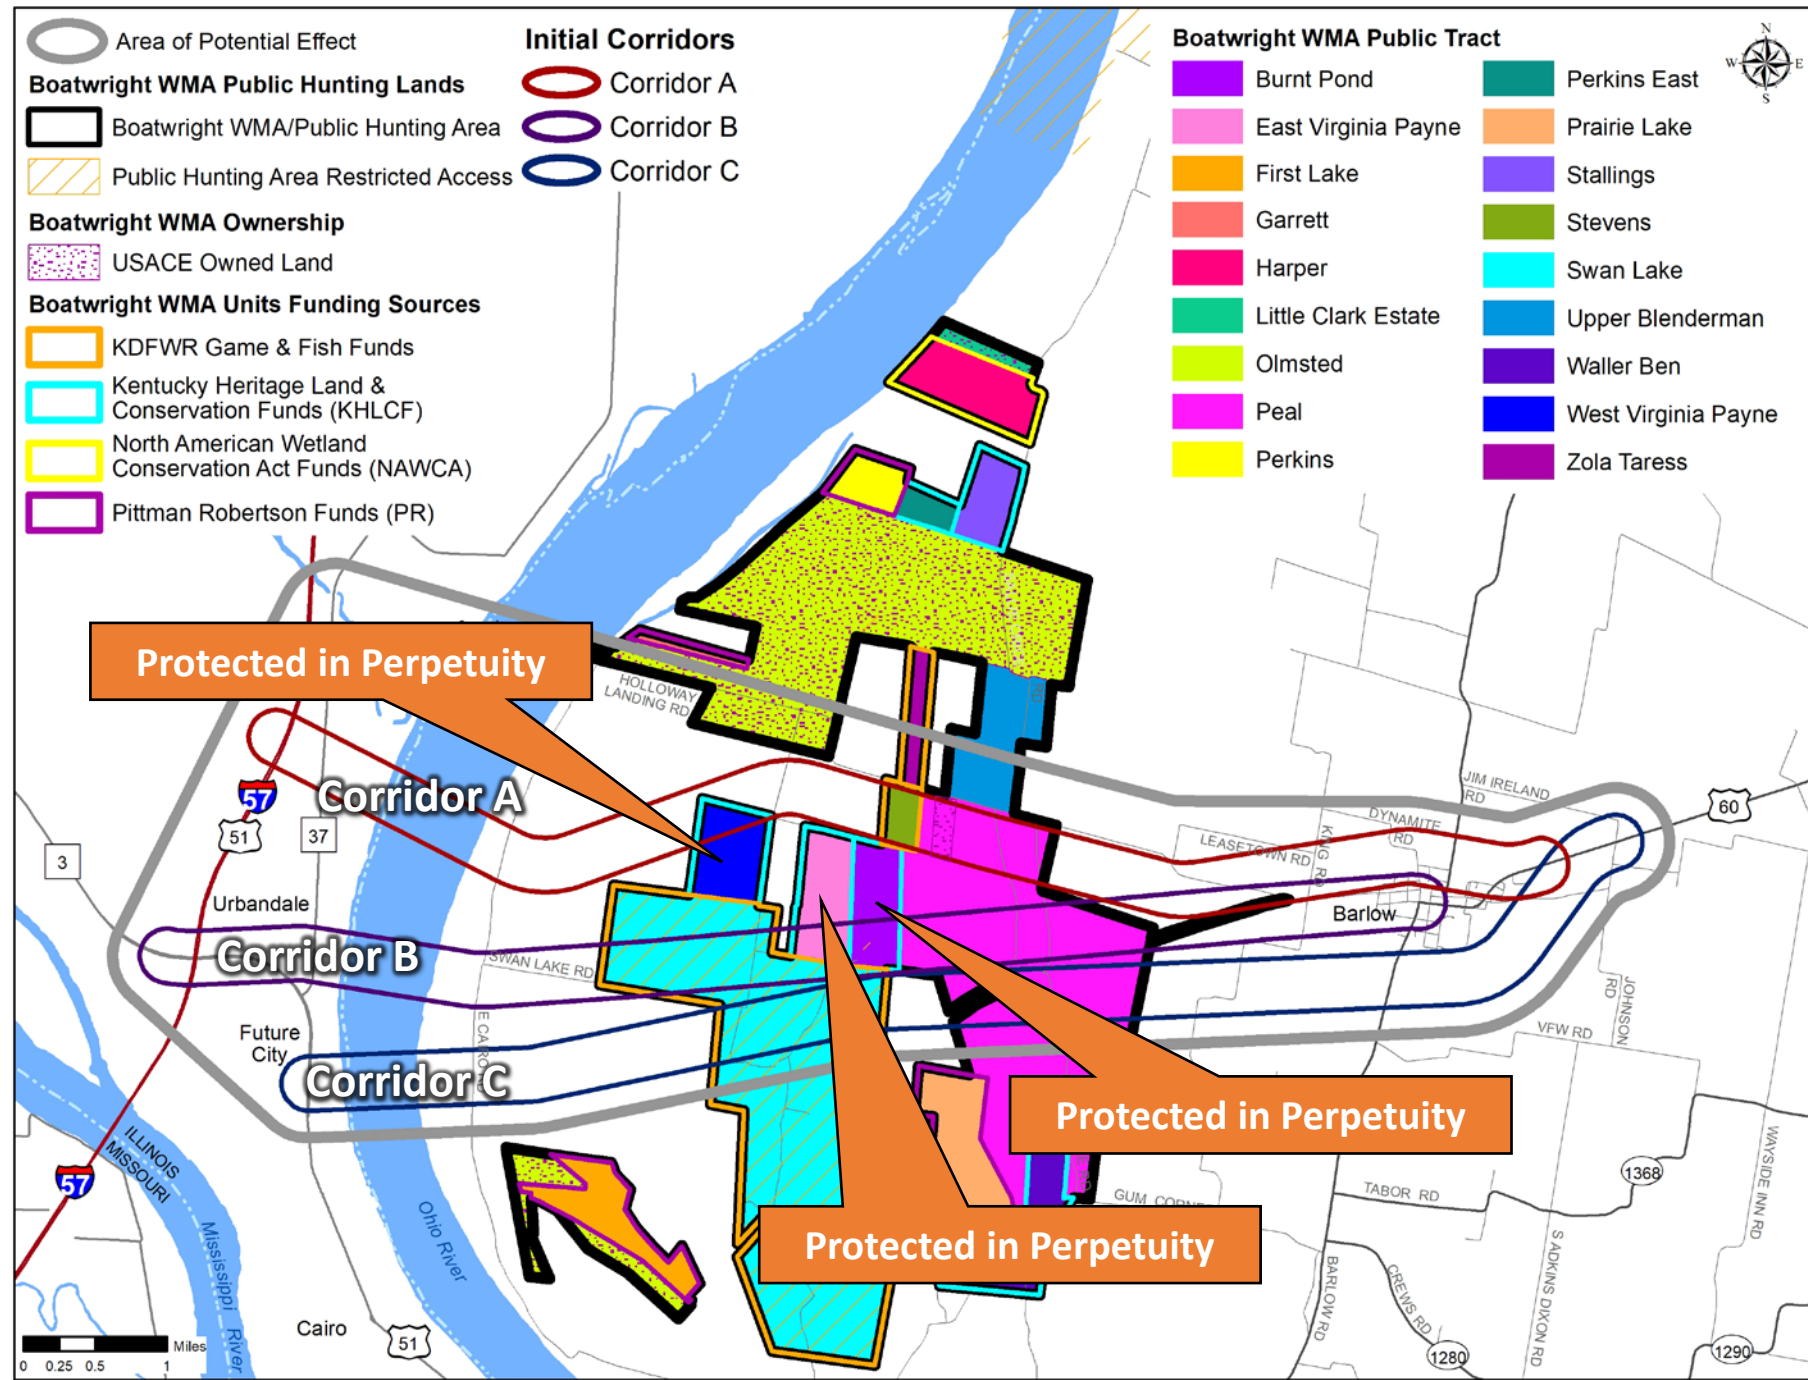 Area of Potential Effect
Boatwright WMA Public Hunting Lands
Boatwright WMA/Public Hunting Area
Public Hunting Area Restricted Access
Boatwright WMA Ownership
USACE Owned Land
Boatwright WMA Units Funding Sources
KDFWR Game & Fish Funds
Kentucky Heritage Land &
Conservation Funds (KHLCF)
North American Wetland
Conservation Act Funds (NAWCA)
Pittman Robertson Funds (PR)
Initial Corridors
Corridor A
Corridor B
Corridor C
Boatwright WMA Public Tract
Burnt Pond
East Virginia Payne
First Lake
Garrett
Harper
Little Clark Estate
Olmsted
Peal
Perkins
Perkins East
Prairie Lake
Stallings
Stevens
Swan Lake
Upper Blenderman
Waller Ben
West Virginia Payne
Zola Taress
N
W
E
S
Protected in Perpetuity
HOLLOWAY
LANDING RD
RD
Corridor A
57
51
37
3
JIM IRELAND
RD
60
DYNAMITE
RD
LEASETOWN RD
KING RD
Urbandale
Barlow
Corridor B
SWAN LAKE RD
JOHNSON
RD
Future
City
VFW RD
Corridor C
E CAIRO RD
Protected in Perpetuity
ILLINOIS
MISSOURI
57
1368
WAYSIDE INN RD
TABOR RD
GUM CORNE
Protected in Perpetuity
Ohio River
Mississippi River
S ADKINS DIXON RD
BARLOW RD
CREWS RD
Cairo
51
1280
1290
Miles
0 0.25 0.5 1